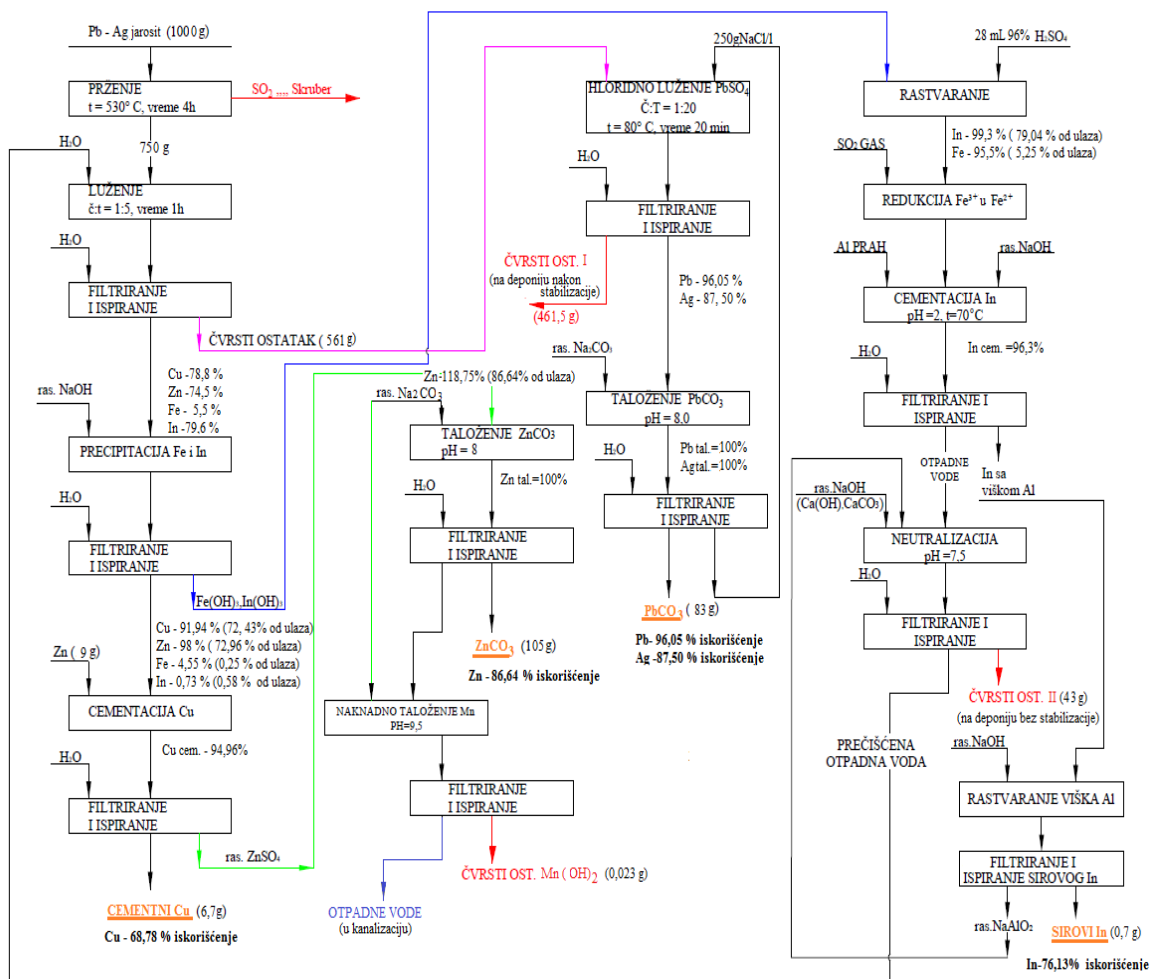 Pb - Ag jarosit (1000 g)
PRŽENJE
t = 530° C, vreme 4h
SO2 .... Skruber
H2O
750 g
LUŽENJE
č:t = 1:5, vreme 1h
H2O
FILTRIRANJE
I ISPIRANJE
ČVRSTI OSTATAK ( 561 g )
Cu -78,8 %
Zn -74,5 %
Fe - 5,5 %
In -79,6 %
ras. NaOH
PRECIPITACIJA Fe i In
H2O
FILTRIRANJE
I ISPIRANJE
Fe(OH)3,In(OH)3
Cu - 91,94 % (72, 43% od ulaza)
Zn - 98 % ( 72,96 % od ulaza)
Fe - 4,55 % (0,25 % od ulaza)
In - 0,73 % (0,58 % od ulaza)
Zn ( 9 g )
CEMENTACIJA Cu
Cu cem. - 94,96%
H2O
FILTRIRANJE
I ISPIRANJE
ras. ZnSO4
CEMENTNI Cu (6,7g)
Cu - 68,78 % iskorišćenje
Zn-118,75% (86,64% od ulaza)
ras. Na2 CO3
TALOŽENJE ZnCO3
pH = 8
Zn tal.=100%
H2O
FILTRIRANJE
I ISPIRANJE
ZnCO3 (105 g)
Zn - 86,64 % iskorišćenje
NAKNADNO TALOŽENJE Mn
PH=9,5
FILTRIRANJE
I ISPIRANJE
ČVRSTI OST. Mn ( OH)2 (0,023 g)
OTPADNE VODE
(u kanalizaciju)
250gNaCl/l
HLORIDNO LUŽENJE PbSO4
Č:T = 1:20
t = 80° C, vreme 20 min
H2O
FILTRIRANJE
I ISPIRANJE
ČVRSTI OST. I
(na deponiju nakon
stabilizacije)
(461,5 g)
Pb - 96,05 %
Ag - 87, 50 %
ras. Na2CO3
TALOŽENJE PbCO3
pH = 8,0
Pb tal.=100%
Ag tal.=100%
H2O
FILTRIRANJE
I ISPIRANJE
PbCO3 ( 83 g )
Pb- 96,05 % iskorišćenje
Ag -87,50 % iskorišćenje
28 mL 96% H2SO4
RASTVARANJE
In - 99,3 % ( 79,04 % od ulaza)
Fe - 95,5% ( 5,25 % od ulaza)
SO2 GAS
REDUKCIJA Fe3+ u Fe2+
Al PRAH
ras.NaOH
CEMENTACIJA In
pH =2, t=70°C
In cem. =96,3%
H2O
FILTRIRANJE I
ISPIRANJE
OTPADNE
VODE
In sa
viškom Al
ras.NaOH
(Ca(OH),CaCO3)
NEUTRALIZACIJA
pH =7,5
H2O
FILTRIRANJE I
ISPIRANJE
ČVRSTI OST. II (43 g)
(na deponiju bez stabilizacije)
PREČIŠĆENA
OTPADNA VODA
ras.NaOH
RASTVARANJE VIŠKA Al
FILTRIRANJE I
ISPIRANJE SIROVOG In
ras.NaAlO2
SIROVI In (0,7 g)
In-76,13% iskorišćenje